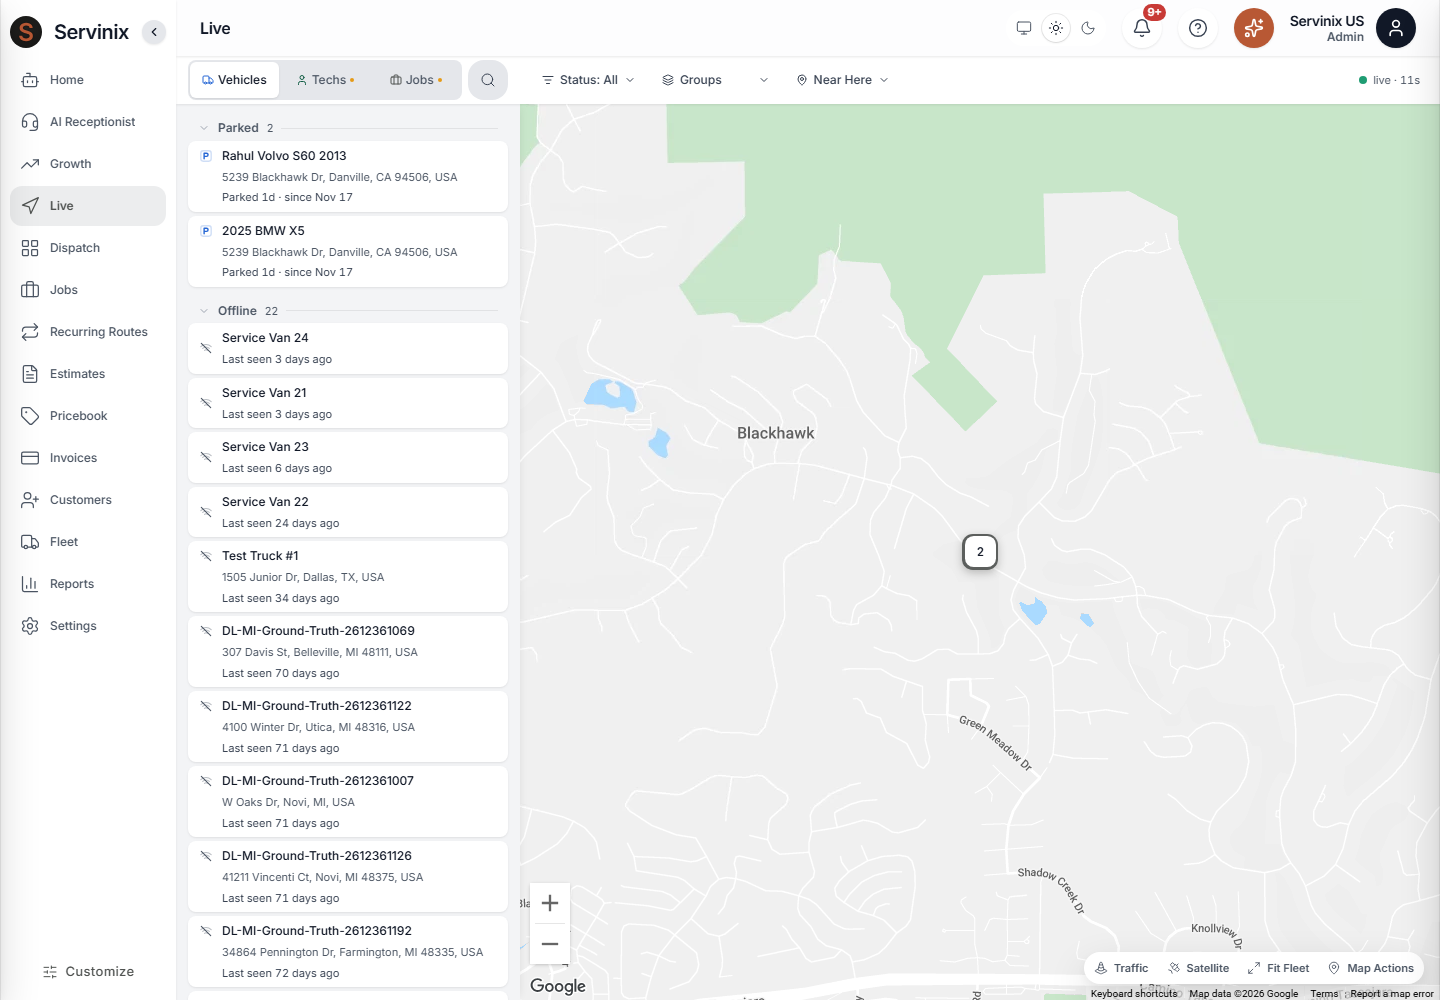 Servinix
Home
AI Receptionist
Growth
Live
Dispatch
Jobs
Recurring Routes
Estimates
Pricebook
Invoices
Customers
Fleet
Reports
Settings
Customize
Live
9+
Servinix US
Admin
Vehicles
Techs
Jobs
Status: All
Groups
Near Here
live · 11s
Parked 2
P
Rahul Volvo S60 2013
5239 Blackhawk Dr, Danville, CA 94506, USA
Parked 1d · since Nov 17
P
2025 BMW X5
5239 Blackhawk Dr, Danville, CA 94506, USA
Parked 1d · since Nov 17
Offline 22
Service Van 24
Last seen 3 days ago
Service Van 21
Last seen 3 days ago
Service Van 23
Last seen 6 days ago
Service Van 22
Last seen 24 days ago
Test Truck #1
1505 Junior Dr, Dallas, TX, USA
Last seen 34 days ago
DL-MI-Ground-Truth-2612361069
307 Davis St, Belleville, MI 48111, USA
Last seen 70 days ago
DL-MI-Ground-Truth-2612361122
4100 Winter Dr, Utica, MI 48316, USA
Last seen 71 days ago
DL-MI-Ground-Truth-2612361007
W Oaks Dr, Novi, MI, USA
Last seen 71 days ago
DL-MI-Ground-Truth-2612361126
41211 Vincenti Ct, Novi, MI 48375, USA
Last seen 71 days ago
DL-MI-Ground-Truth-2612361192
34864 Pennington Dr, Farmington, MI 48335, USA
Last seen 72 days ago
Blackhawk
2
Green Meadow Dr
Shadow Creek Dr
Knollview Dr
Google
Traffic
Satellite
Fit Fleet
Map Actions
Keyboard shortcuts
Map data ©2026 Google
Terms
Report a map error